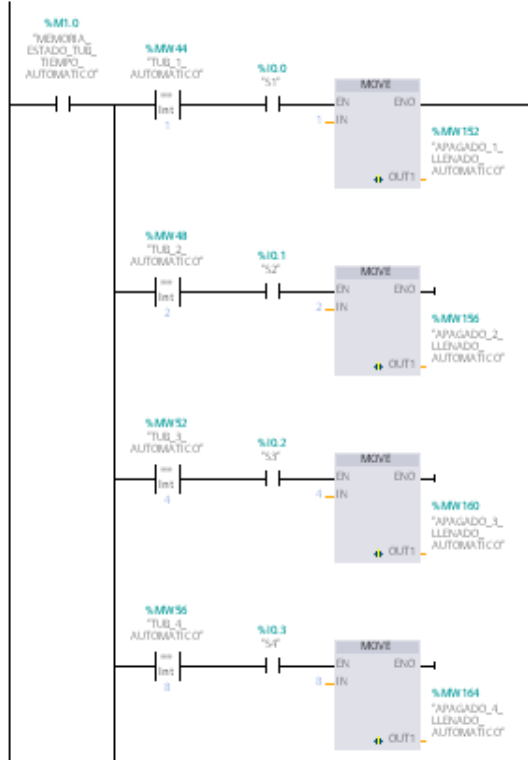 %M1.0
"MEMORIA_
ESTADO_TUB_
TIEMPO_
AUTOMATICO"
%MW44
"TUB_1_
AUTOMATICO"
==
Int
1
%I0.0
"S1"
MOVE
EN ENO
1 IN
OUT1
%MW152
"APAGADO_1_
LLENADO_
AUTOMATICO"
%MW48
"TUB_2_
AUTOMATICO"
==
Int
2
%I0.1
"S2"
MOVE
EN ENO
2 IN
OUT1
%MW156
"APAGADO_2_
LLENADO_
AUTOMATICO"
%MW52
"TUB_3_
AUTOMATICO"
==
Int
4
%I0.2
"S3"
MOVE
EN ENO
4 IN
OUT1
%MW160
"APAGADO_3_
LLENADO_
AUTOMATICO"
%MW56
"TUB_4_
AUTOMATICO"
==
Int
8
%I0.3
"S4"
MOVE
EN ENO
8 IN
OUT1
%MW164
"APAGADO_4_
LLENADO_
AUTOMATICO"